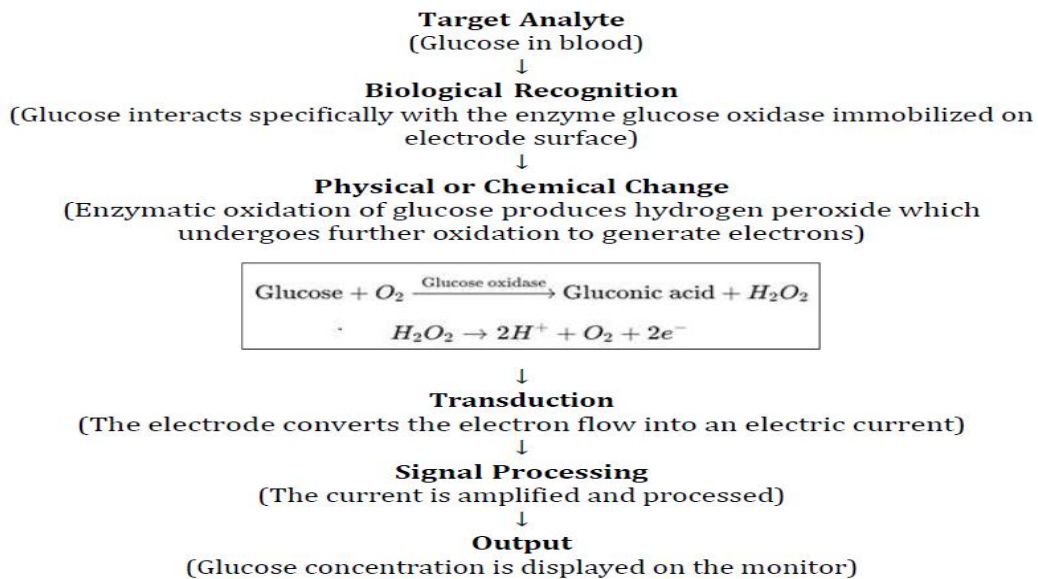 Target Analyte
(Glucose in blood)
↓
Biological Recognition
(Glucose interacts specifically with the enzyme glucose oxidase immobilized on
electrode surface)
↓
Physical or Chemical Change
(Enzymatic oxidation of glucose produces hydrogen peroxide which
undergoes further oxidation to generate electrons)
Glucose + O₂ —Glucose oxidase→ Gluconic acid + H₂O₂
H₂O₂ → 2H⁺ + O₂ + 2e⁻
↓
Transduction
(The electrode converts the electron flow into an electric current)
↓
Signal Processing
(The current is amplified and processed)
↓
Output
(Glucose concentration is displayed on the monitor)